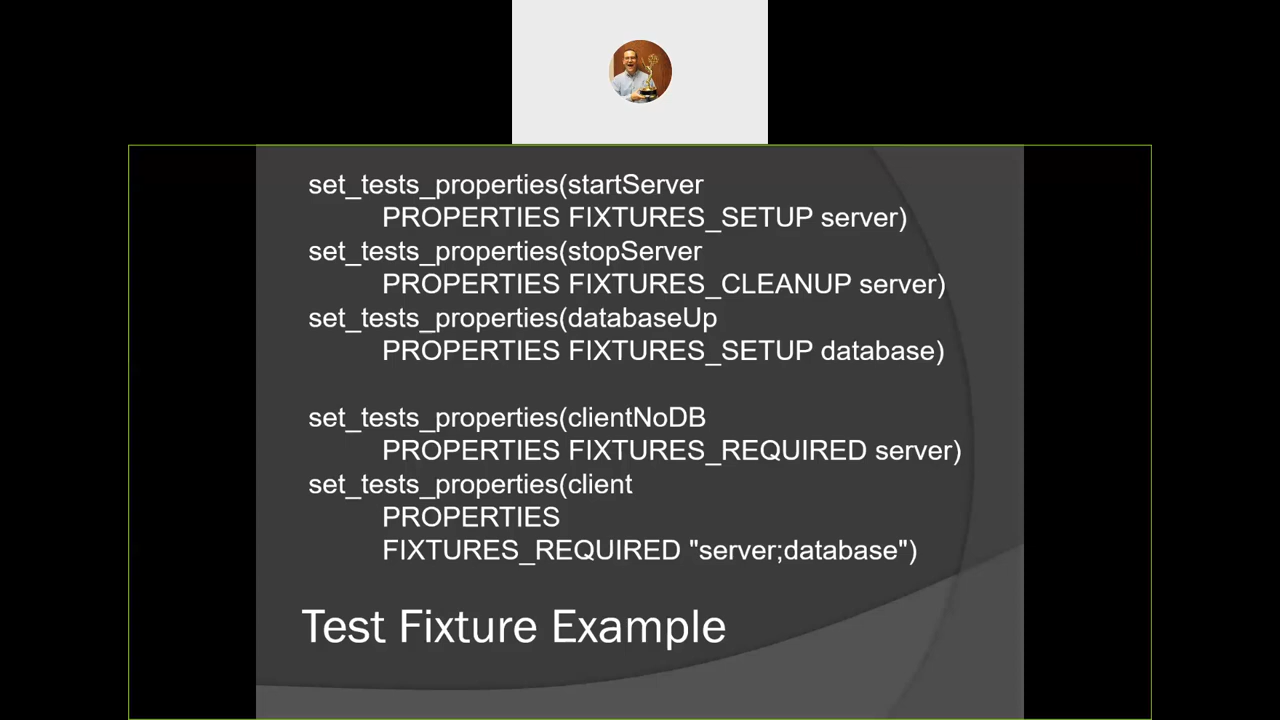 set_tests_properties(startServer
PROPERTIES FIXTURES_SETUP server)
set_tests_properties(stopServer
PROPERTIES FIXTURES_CLEANUP server)
set_tests_properties(databaseUp
PROPERTIES FIXTURES_SETUP database)
set_tests_properties(clientNoDB
PROPERTIES FIXTURES_REQUIRED server)
set_tests_properties(client
PROPERTIES
FIXTURES_REQUIRED "server;database")
Test Fixture Example